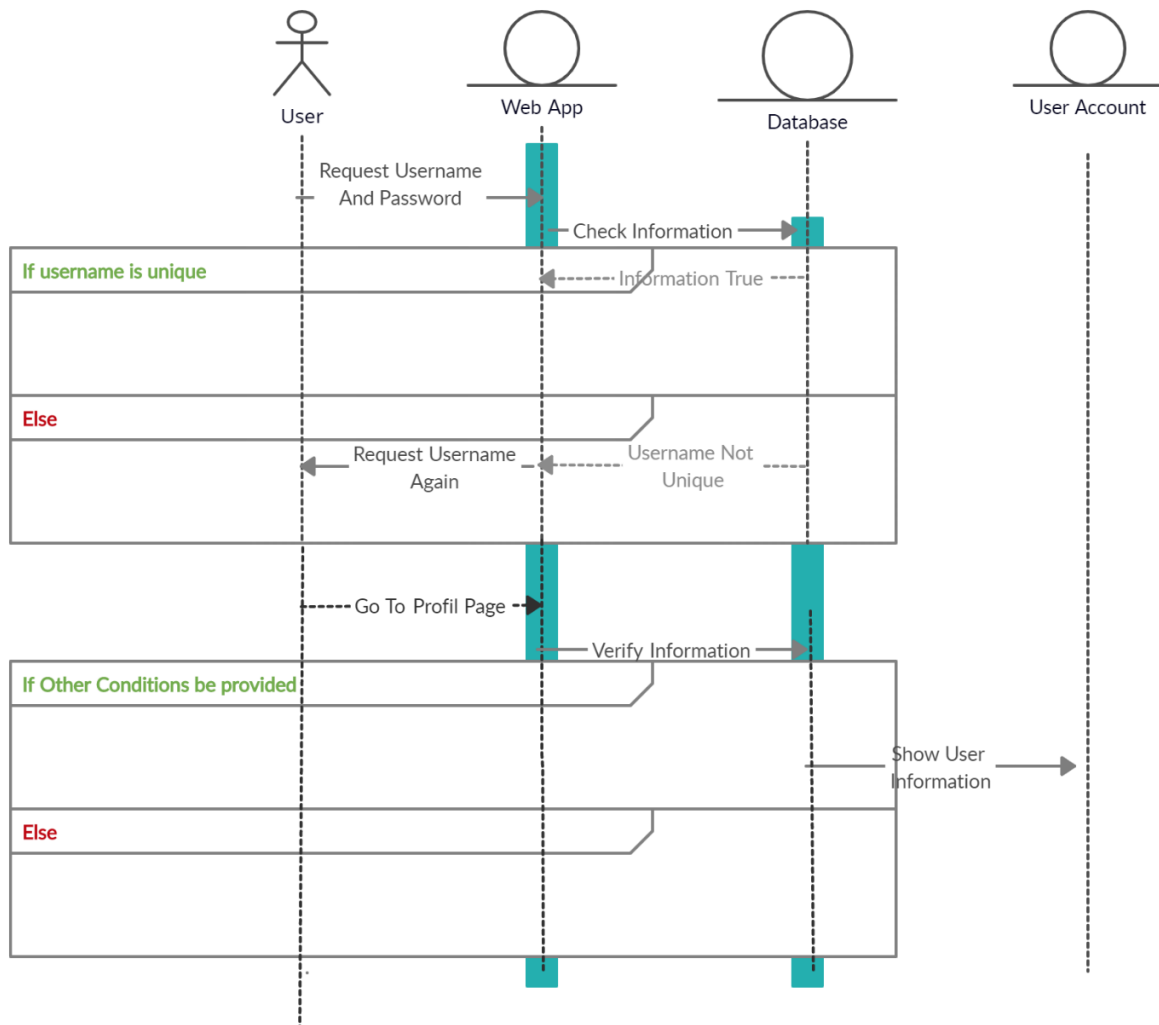 User
Web App
Database
User Account
Request Username
And Password
Check Information
If username is unique
Information True
Else
Request Username
Again
Username Not
Unique
Go To Profil Page
Verify Information
If Other Conditions be provided
Show User
Information
Else